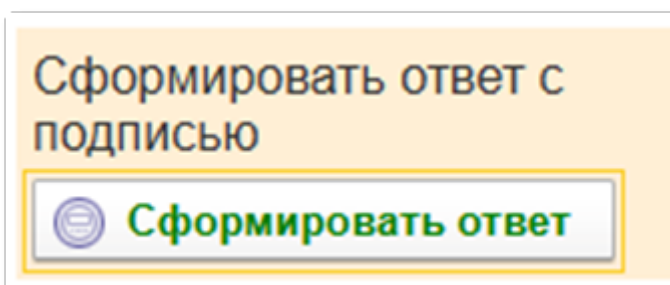 Сформировать ответ с
подписью
Сформировать ответ